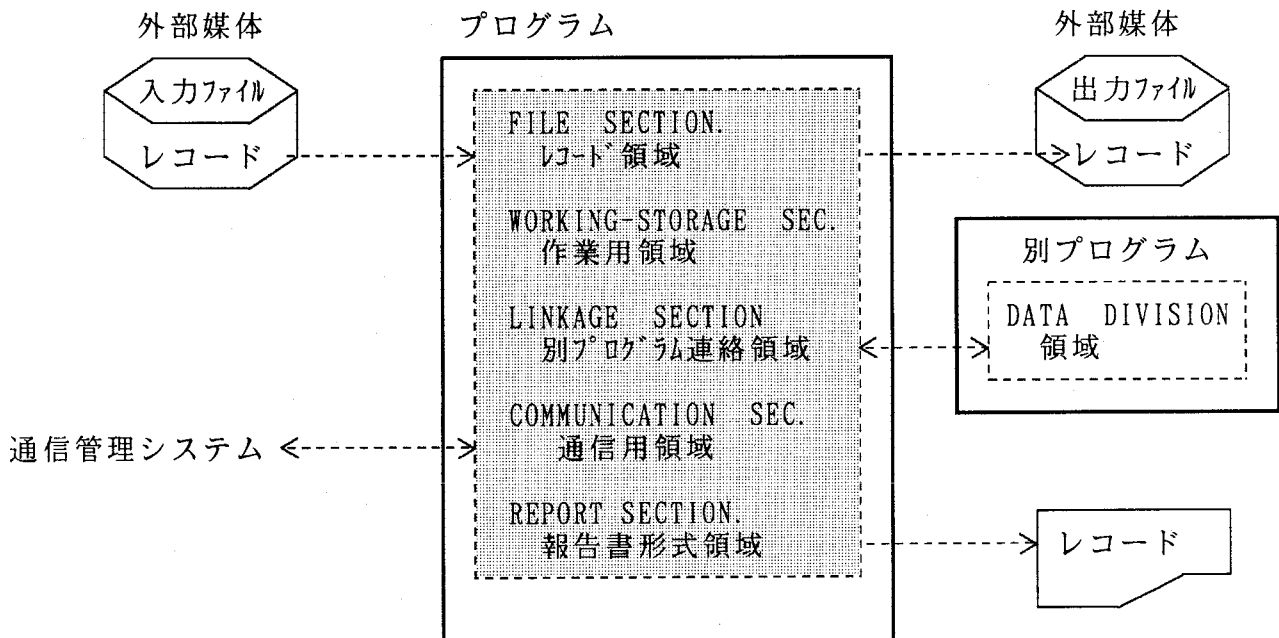 外部媒体
プログラム
外部媒体
入力ファイル
レコード
FILE SECTION.
レコード領域
WORKING-STORAGE SEC.
作業用領域
LINKAGE SECTION
別プログラム連絡領域
COMMUNICATION SEC.
通信用領域
REPORT SECTION.
報告書形式領域
通信管理システム
出力ファイル
レコード
別プログラム
DATA DIVISION
領域
レコード